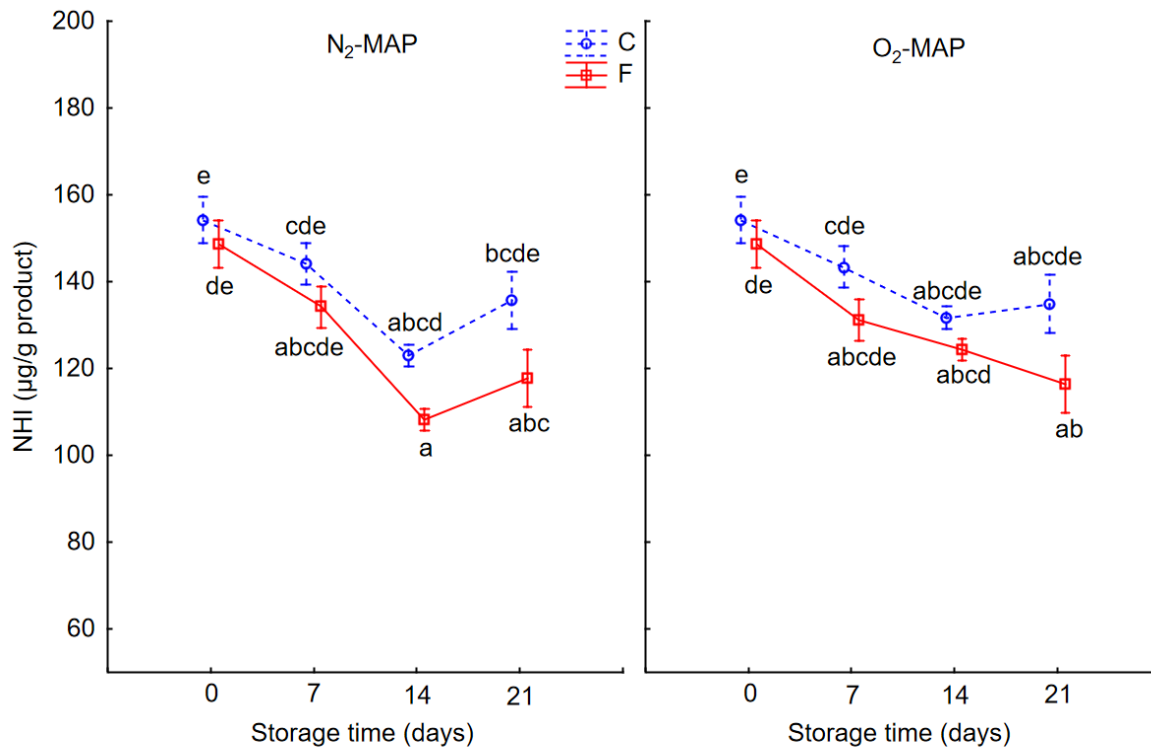 N₂-MAP
C
F
O₂-MAP
NHI (µg/g product)
200
180
160
140
120
100
80
60
e
cde
bcde
de
abcd
abcde
abc
a
e
cde
abcde
abcde
de
abcde
abcd
ab
0 7 14 21
Storage time (days)
0 7 14 21
Storage time (days)